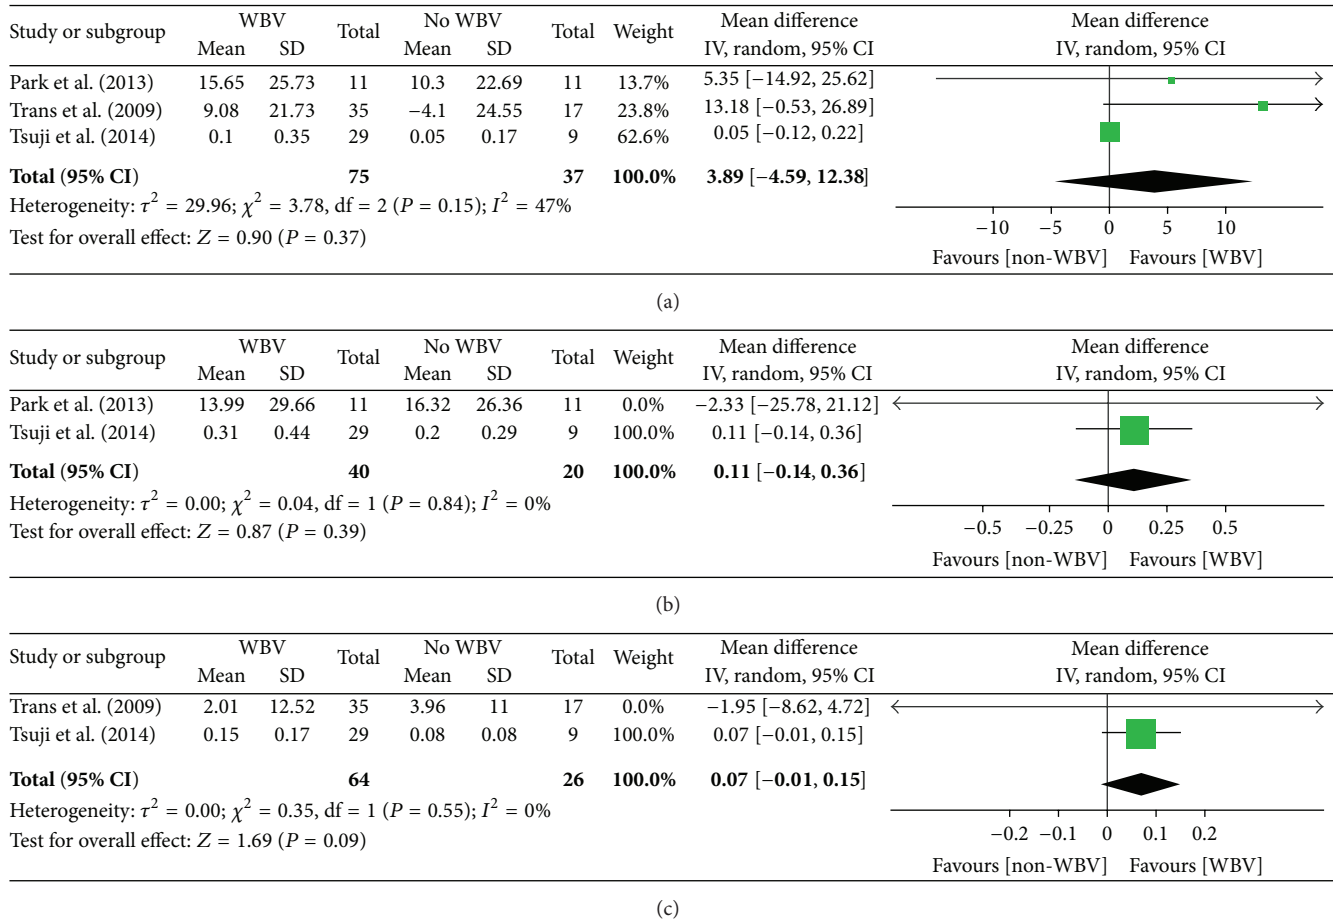 Study or subgroup WBV Total No WBV Total Weight Mean difference Mean difference
Mean SD Mean SD IV, random, 95% CI IV, random, 95% CI
Park et al. (2013) 15.65 25.73 11 10.3 22.69 11 13.7% 5.35 [−14.92, 25.62]
Trans et al. (2009) 9.08 21.73 35 −4.1 24.55 17 23.8% 13.18 [−0.53, 26.89]
Tsuji et al. (2014) 0.1 0.35 29 0.05 0.17 9 62.6% 0.05 [−0.12, 0.22]
Total (95% CI) 75 37 100.0% 3.89 [−4.59, 12.38]
Heterogeneity: τ² = 29.96; χ² = 3.78, df = 2 (P = 0.15); I² = 47%
Test for overall effect: Z = 0.90 (P = 0.37)
−10 −5 0 5 10
Favours [non-WBV] Favours [WBV]
(a)
Study or subgroup WBV Total No WBV Total Weight Mean difference Mean difference
Mean SD Mean SD IV, random, 95% CI IV, random, 95% CI
Park et al. (2013) 13.99 29.66 11 16.32 26.36 11 0.0% −2.33 [−25.78, 21.12]
Tsuji et al. (2014) 0.31 0.44 29 0.2 0.29 9 100.0% 0.11 [−0.14, 0.36]
Total (95% CI) 40 20 100.0% 0.11 [−0.14, 0.36]
Heterogeneity: τ² = 0.00; χ² = 0.04, df = 1 (P = 0.84); I² = 0%
Test for overall effect: Z = 0.87 (P = 0.39)
−0.5 −0.25 0 0.25 0.5
Favours [non-WBV] Favours [WBV]
(b)
Study or subgroup WBV Total No WBV Total Weight Mean difference Mean difference
Mean SD Mean SD IV, random, 95% CI IV, random, 95% CI
Trans et al. (2009) 2.01 12.52 35 3.96 11 17 0.0% −1.95 [−8.62, 4.72]
Tsuji et al. (2014) 0.15 0.17 29 0.08 0.08 9 100.0% 0.07 [−0.01, 0.15]
Total (95% CI) 64 26 100.0% 0.07 [−0.01, 0.15]
Heterogeneity: τ² = 0.00; χ² = 0.35, df = 1 (P = 0.55); I² = 0%
Test for overall effect: Z = 1.69 (P = 0.09)
−0.2 −0.1 0 0.1 0.2
Favours [non-WBV] Favours [WBV]
(c)